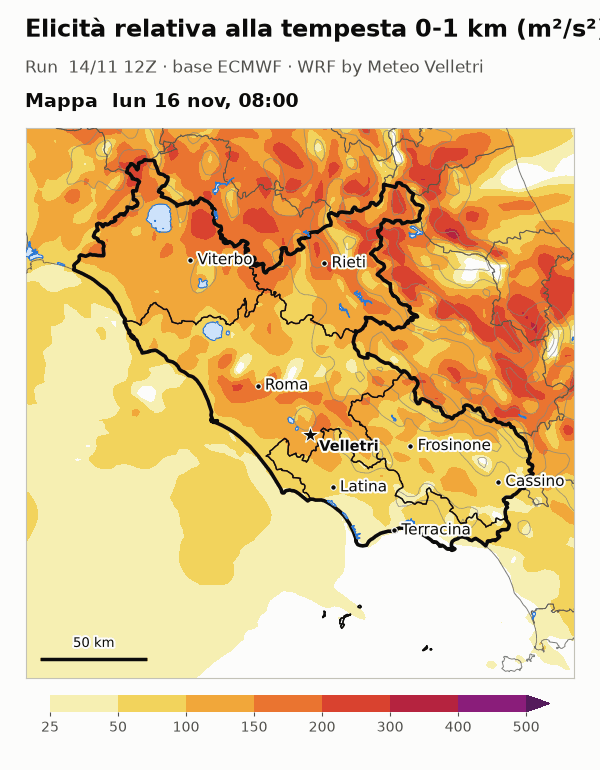 Elicità relativa alla tempesta 0-1 km (m²/s²)
Run 14/11 12Z · base ECMWF · WRF by Meteo Velletri
Mappa lun 16 nov, 08:00
Viterbo
Rieti
Roma
Velletri
Frosinone
Latina
Cassino
Terracina
50 km
25 50 100 150 200 300 400 500